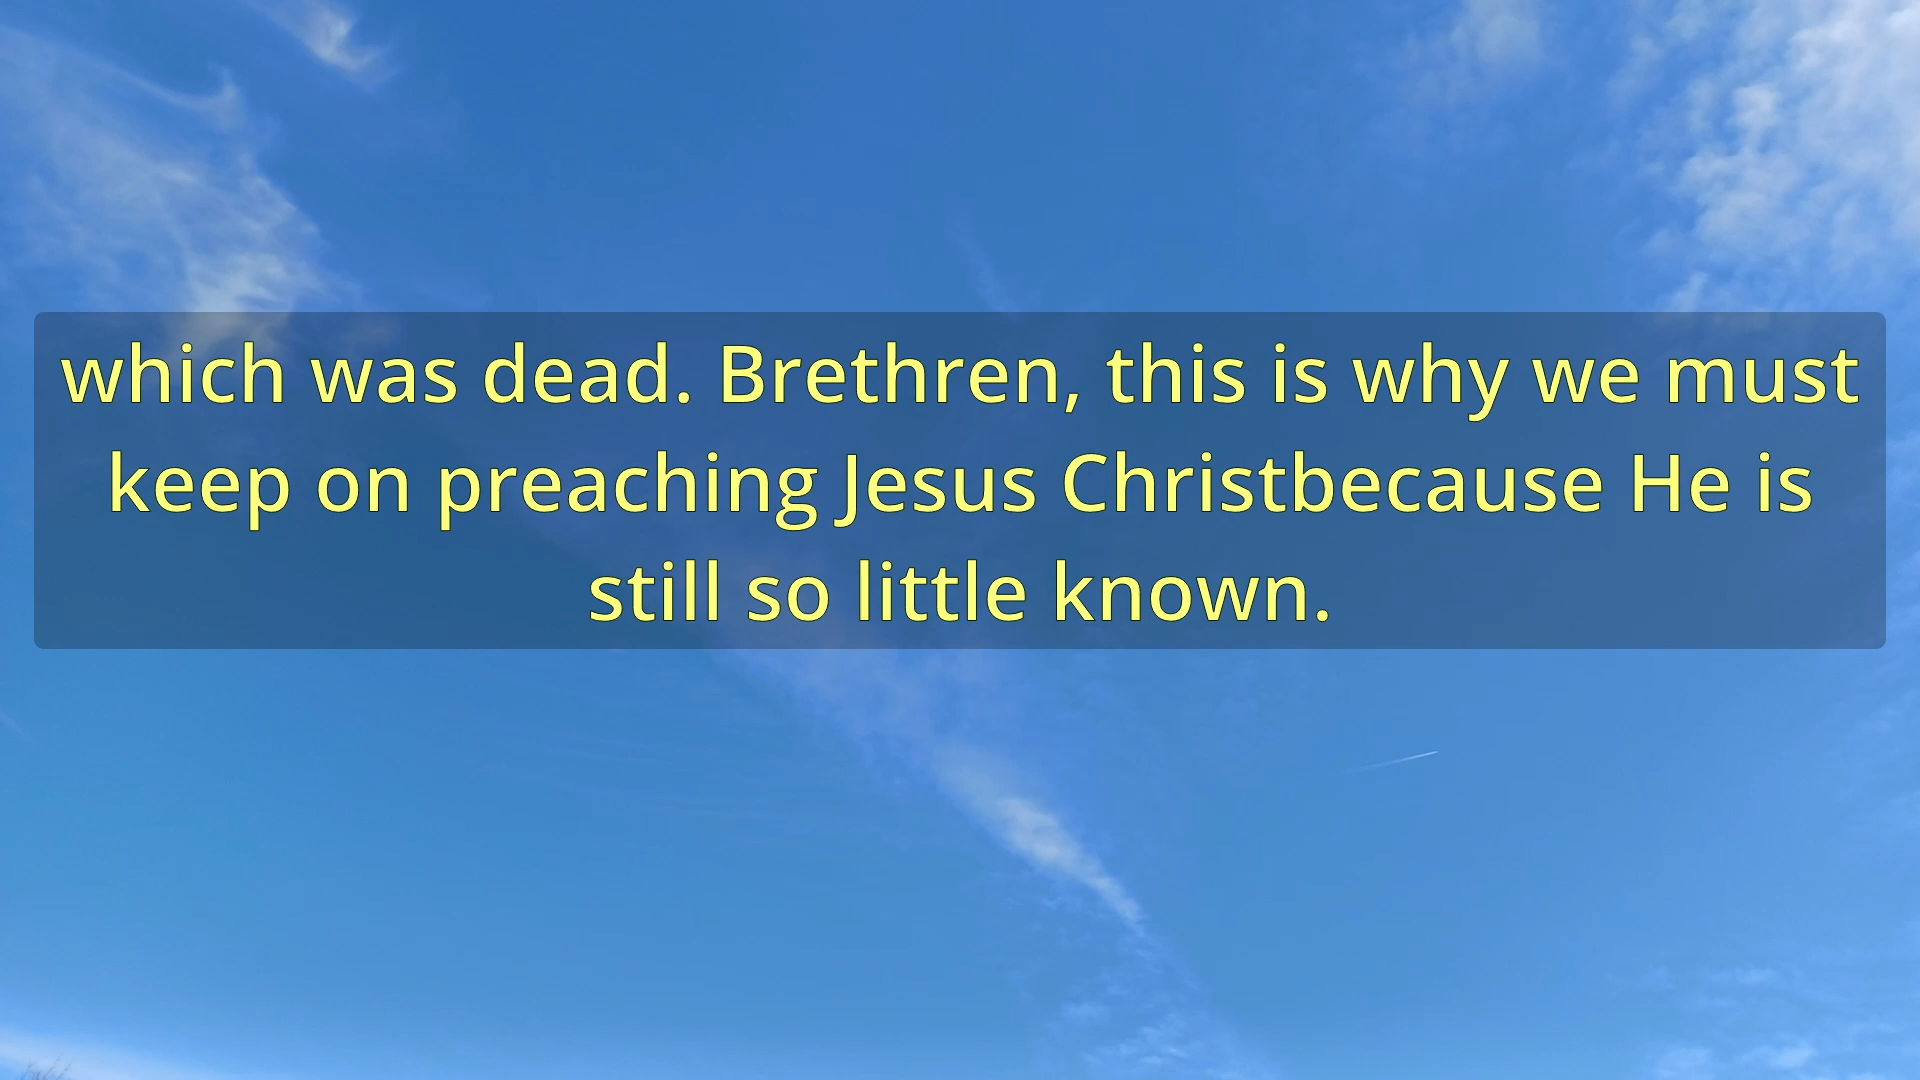 which was dead. Brethren, this is why we must
keep on preaching Jesus Christbecause He is
still so little known.